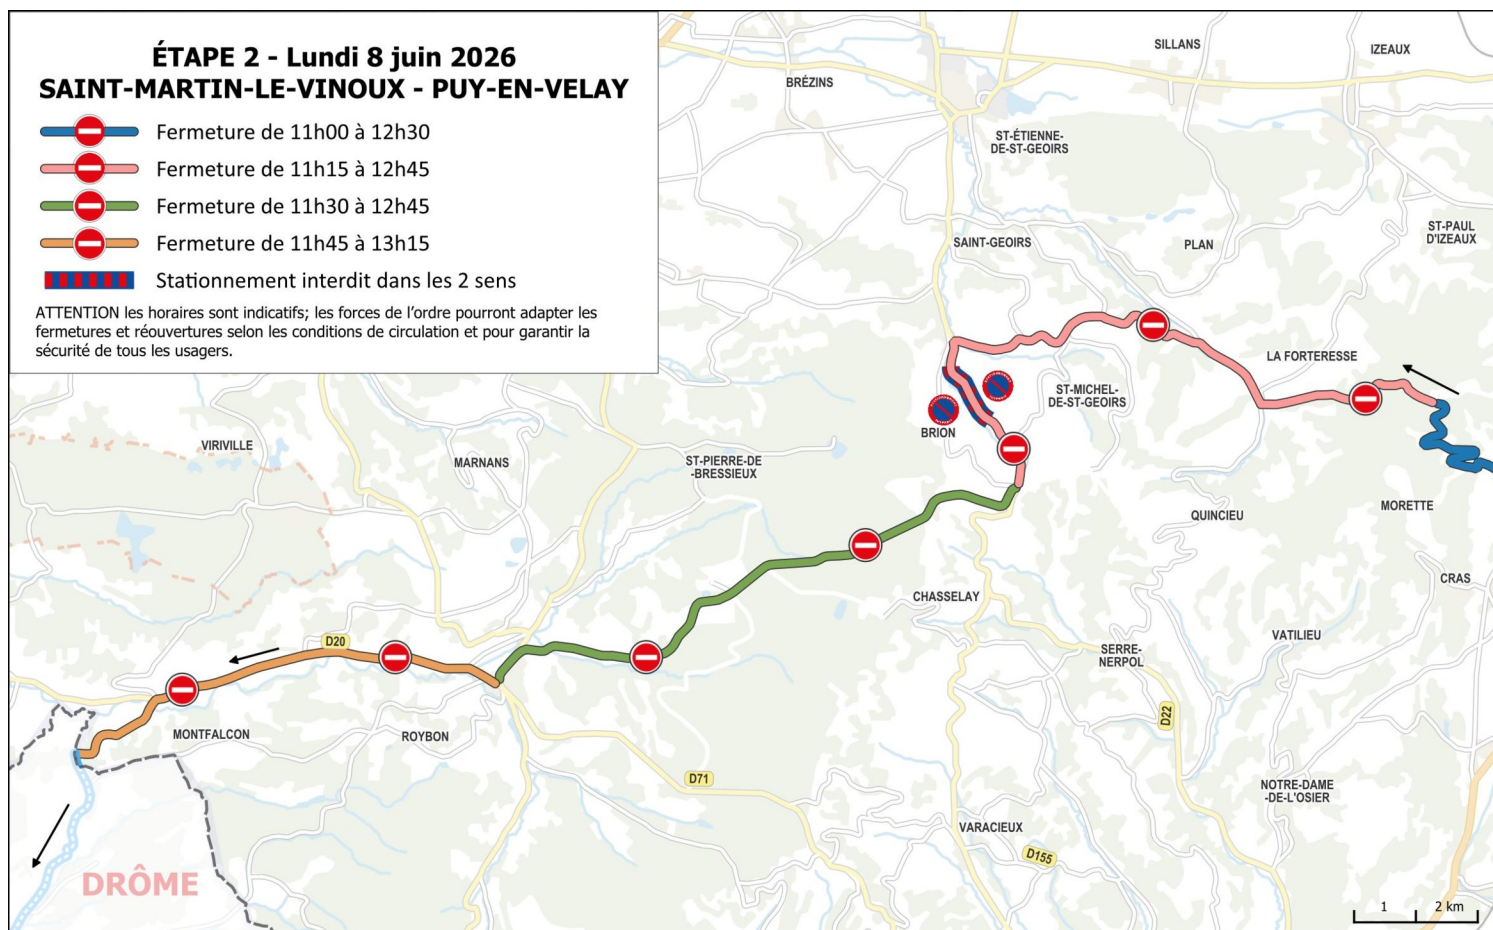 ÉTAPE 2 - Lundi 8 juin 2026
SAINT-MARTIN-LE-VINOUX - PUY-EN-VELAY
Fermeture de 11h00 à 12h30
Fermeture de 11h15 à 12h45
Fermeture de 11h30 à 12h45
Fermeture de 11h45 à 13h15
Stationnement interdit dans les 2 sens
ATTENTION les horaires sont indicatifs; les forces de l'ordre pourront adapter les
fermetures et réouvertures selon les conditions de circulation et pour garantir la
sécurité de tous les usagers.
SILLANS
IZEAUX
BRÉZINS
ST-ÉTIENNE-
DE-ST-GEOIRS
ST-PAUL
D'IZEAUX
SAINT-GEOIRS
PLAN
LA FORTERESSE
ST-MICHEL-
DE-ST-GEOIRS
BRION
VIRIVILLE
MARNANS
ST-PIERRE-DE
-BRESSIEUX
MORETTE
QUINCIEU
CRAS
CHASSELAY
VATILIEU
D20
SERRE-
NERPOL
D22
MONTFALCON
ROYBON
D71
NOTRE-DAME
-DE-L'OSIER
VARACIEUX
D155
DRÔME
1
2 km